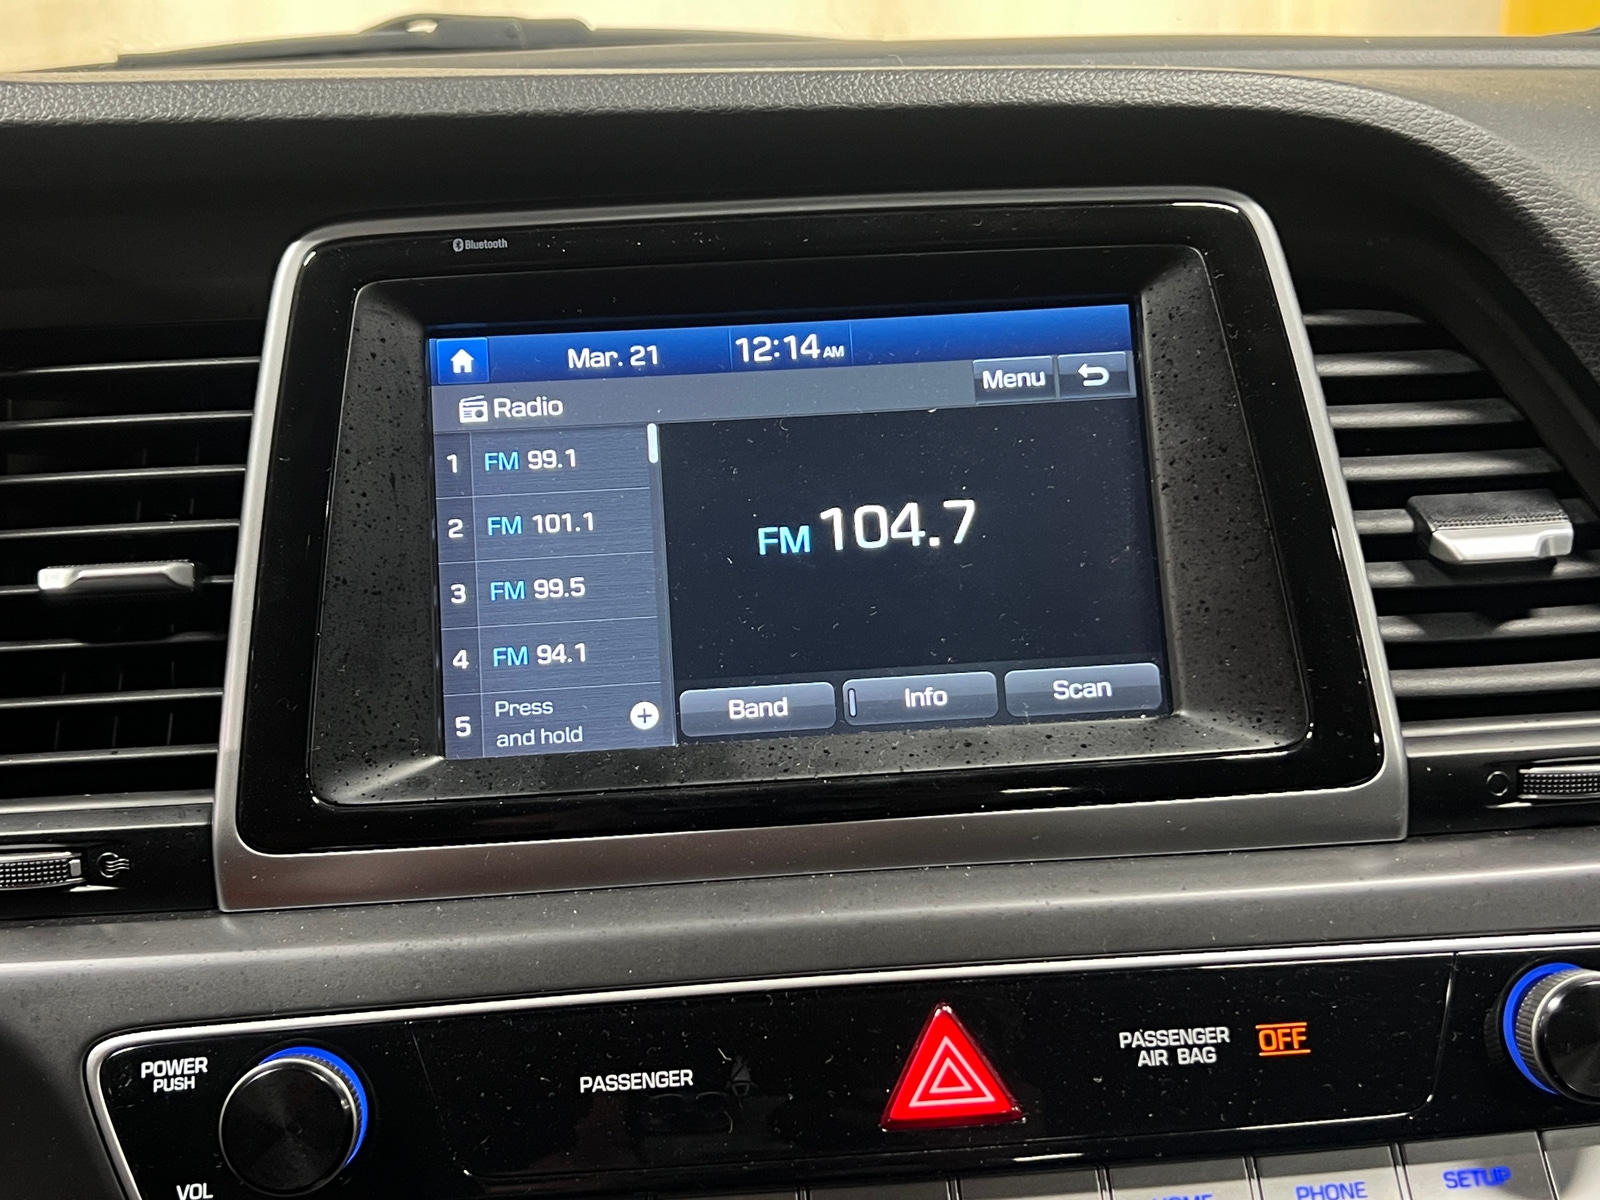 Bluetooth
Mar. 21 12:14 AM
Radio
Menu
1 FM 99.1
2 FM 101.1
3 FM 99.5
4 FM 94.1
5 Press and hold
FM 104.7
Band Info Scan
POWER
PUSH
VOL
PASSENGER
PASSENGER
AIR BAG
OFF
HOME
PHONE
SETUP